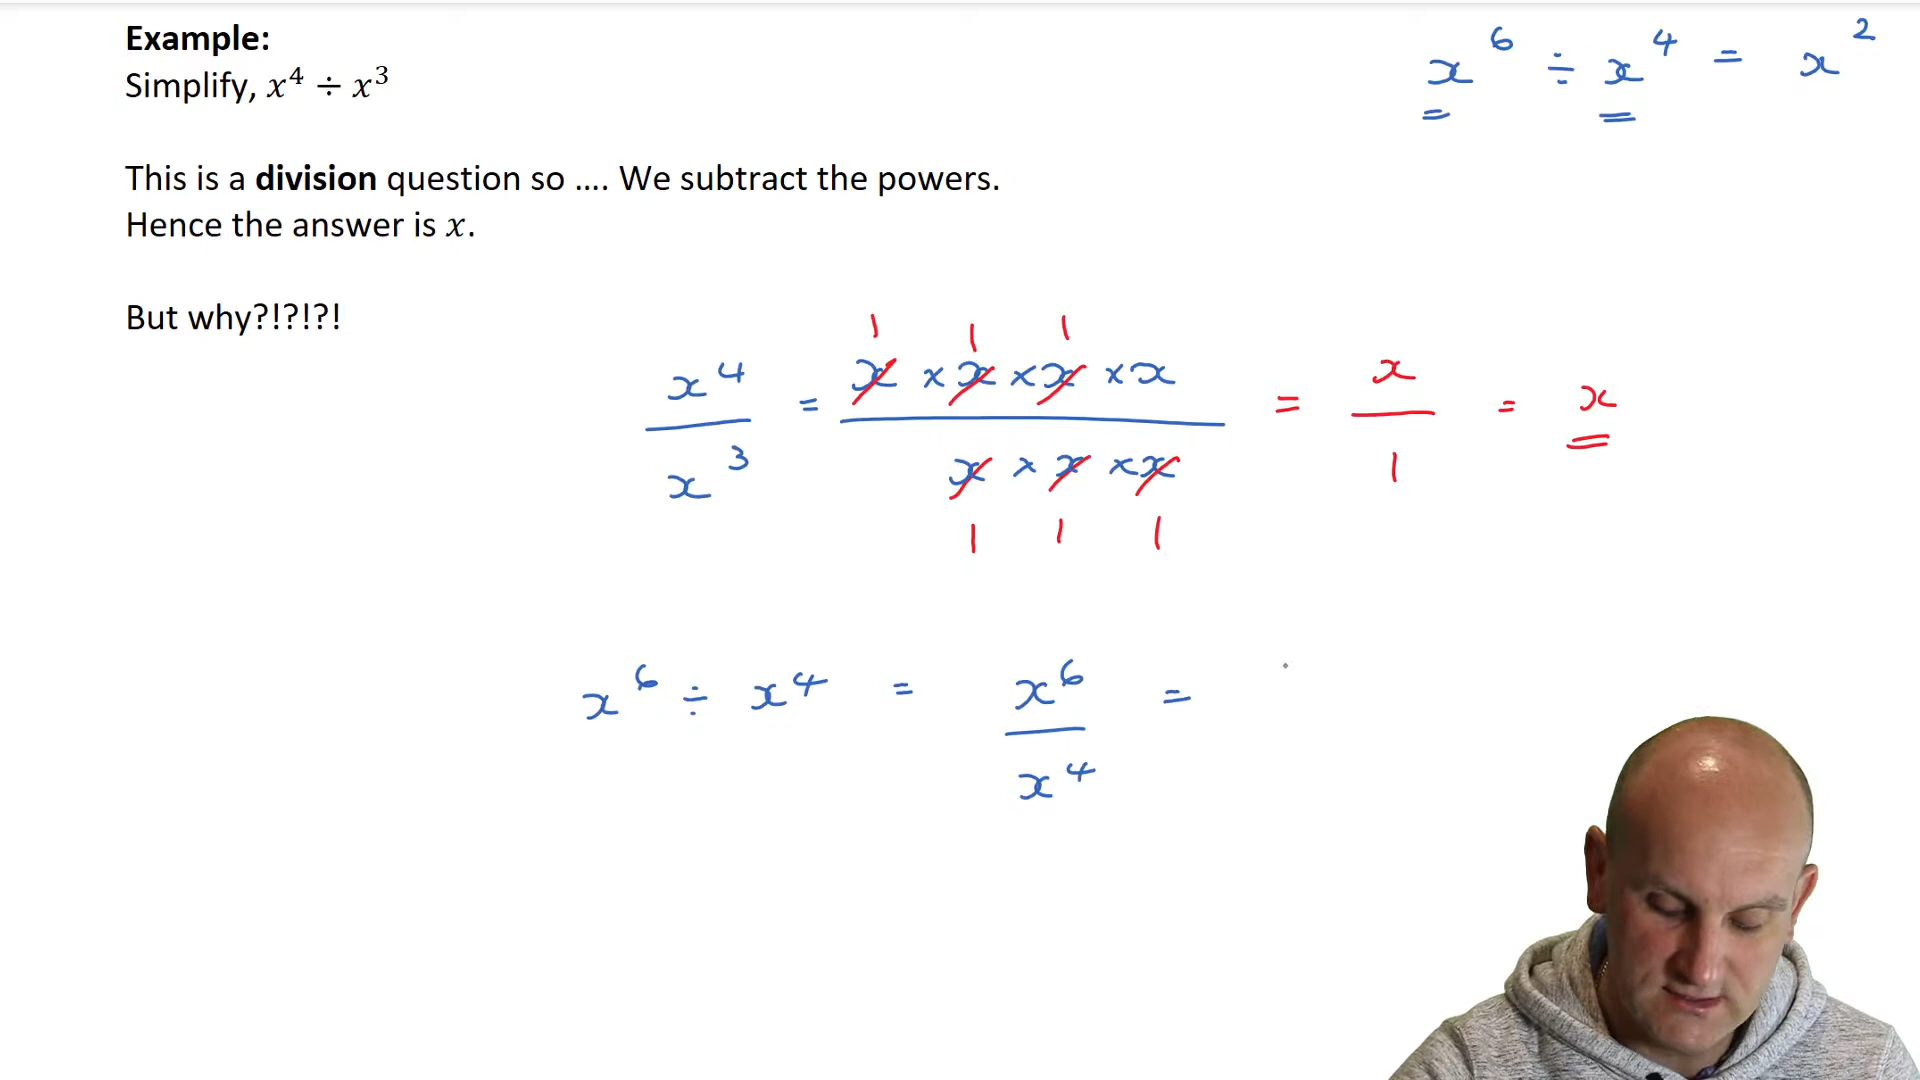 Example:
Simplify, x⁴ ÷ x³
x⁶ ÷ x⁴ = x²
This is a division question so .... We subtract the powers.
Hence the answer is x.
But why?!?!?!
1 1 1
x⁴ = x × x × x × x = x = x
x³ x × x × x 1
1 1 1
x⁶ ÷ x⁴ = x⁶ =
x⁴